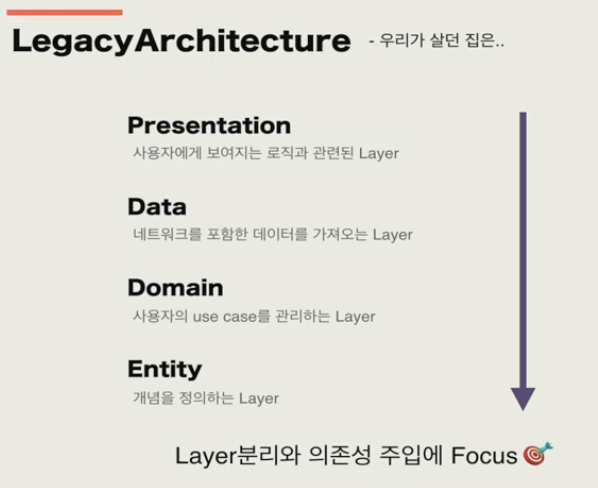 LegacyArchitecture - 우리가 살던 집은..
Presentation
사용자에게 보여지는 로직과 관련된 Layer
Data
네트워크를 포함한 데이터를 가져오는 Layer
Domain
사용자의 use case를 관리하는 Layer
Entity
개념을 정의하는 Layer
Layer분리와 의존성 주입에 Focus🎯